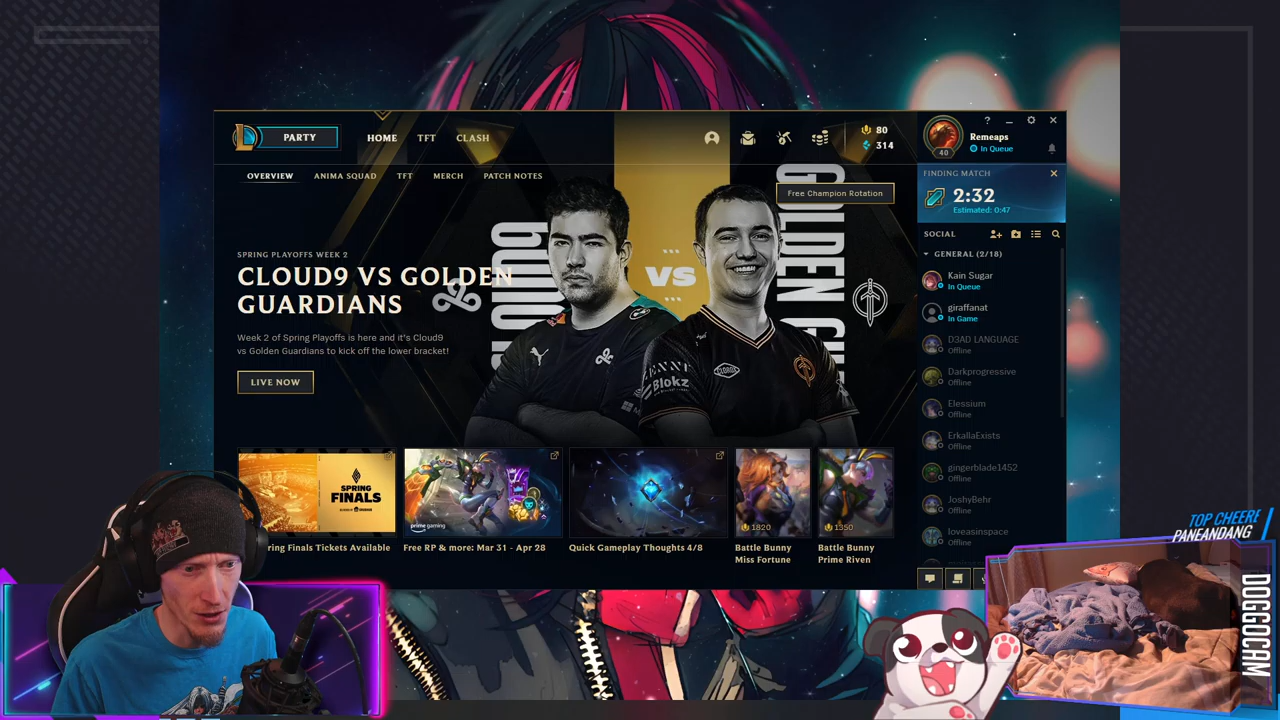 PARTY
HOME
TFT
CLASH
80
314
?
40
Remeaps
In Queue
OVERVIEW
ANIMA SQUAD
TFT
MERCH
PATCH NOTES
Free Champion Rotation
FINDING MATCH
2:32
Estimated: 0:47
SOCIAL
GENERAL (2/18)
Kain Sugar
In Queue
giraffanat
In Game
D3AD LANGUAGE
Offline
Darkprogressive
Offline
Elessium
Offline
ErkallaExists
Offline
gingerblade1452
Offline
JoshyBehr
Offline
loveasinspace
Offline
SPRING PLAYOFFS WEEK 2
CLOUD9 VS GOLDEN
GUARDIANS
Week 2 of Spring Playoffs is here and it's Cloud9
vs Golden Guardians to kick off the lower bracket!
LIVE NOW
VS
GOLDEN
Blokz
SPRING
FINALS
prime gaming
1820
1350
ring Finals Tickets Available
Free RP & more: Mar 31 - Apr 28
Quick Gameplay Thoughts 4/8
Battle Bunny
Miss Fortune
Battle Bunny
Prime Riven
TOP CHEERE
PANEANDANG
DOGGOCAM